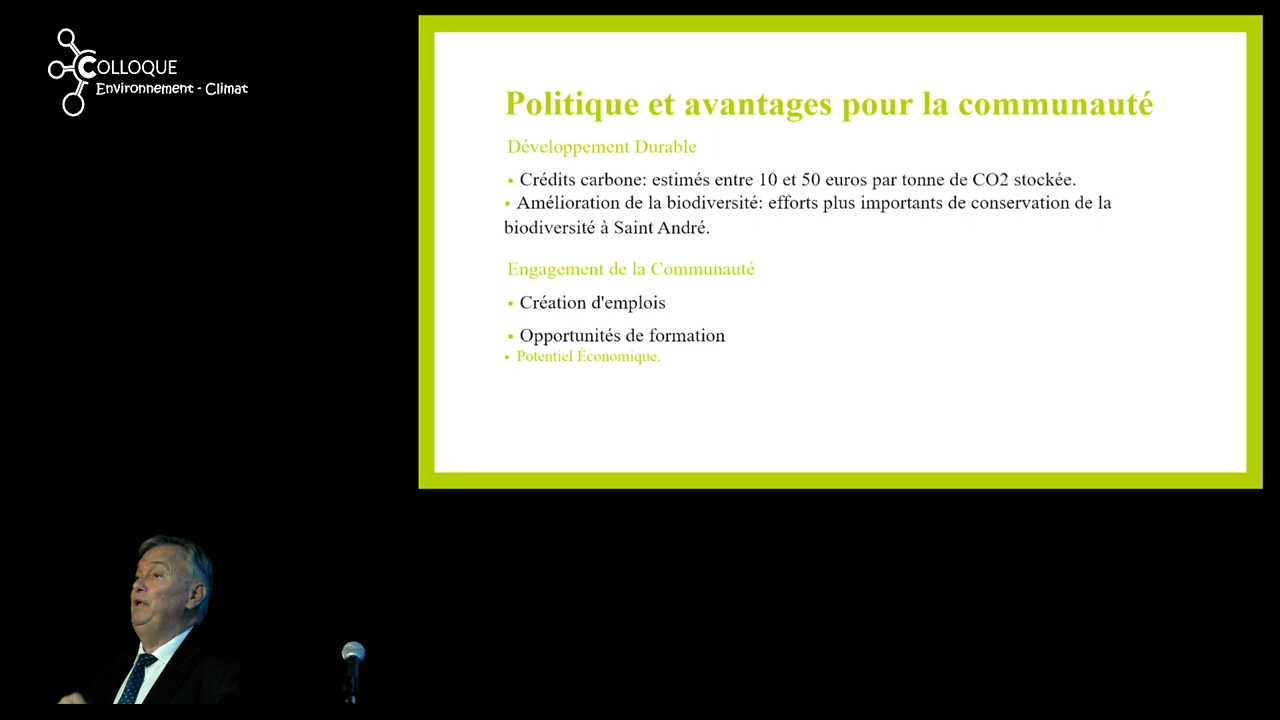 COLLOQUE
Environnement - Climat
Politique et avantages pour la communauté
Développement Durable
• Crédits carbone: estimés entre 10 et 50 euros par tonne de CO2 stockée.
• Amélioration de la biodiversité: efforts plus importants de conservation de la
biodiversité à Saint André.
Engagement de la Communauté
• Création d'emplois
• Opportunités de formation
• Potentiel Économique.